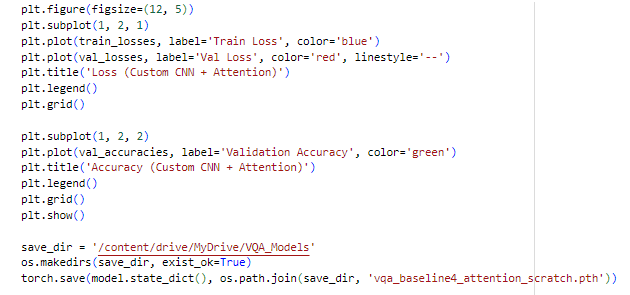 plt.figure(figsize=(12, 5))
plt.subplot(1, 2, 1)
plt.plot(train_losses, label='Train Loss', color='blue')
plt.plot(val_losses, label='Val Loss', color='red', linestyle='--')
plt.title('Loss (Custom CNN + Attention)')
plt.legend()
plt.grid()

plt.subplot(1, 2, 2)
plt.plot(val_accuracies, label='Validation Accuracy', color='green')
plt.title('Accuracy (Custom CNN + Attention)')
plt.legend()
plt.grid()
plt.show()

save_dir = '/content/drive/MyDrive/VQA_Models'
os.makedirs(save_dir, exist_ok=True)
torch.save(model.state_dict(), os.path.join(save_dir, 'vqa_baseline4_attention_scratch.pth'))